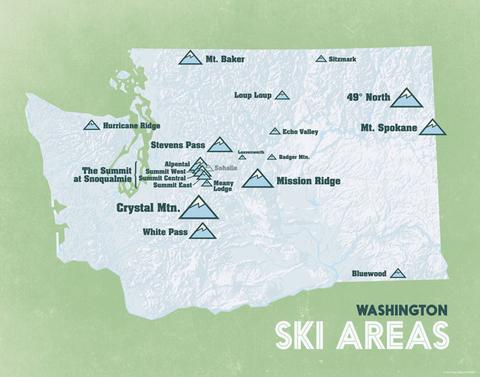 Mt. Baker
Sitzmark
Loup Loup
49° North
Hurricane Ridge
Mt. Spokane
Echo Valley
Stevens Pass
Leavenworth
Badger Mtn.
Alpental
Sahalie
The Summit
at Snoqualmie
Summit West
Summit Central
Summit East
Meany
Lodge
Mission Ridge
Crystal Mtn.
White Pass
Bluewood
WASHINGTON
SKI AREAS